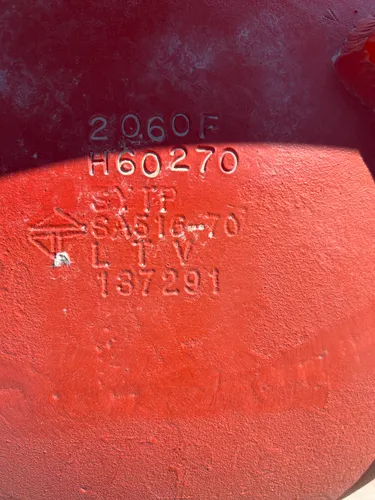 2060F
H60270
SYTP
SA516-70
L T V
137291